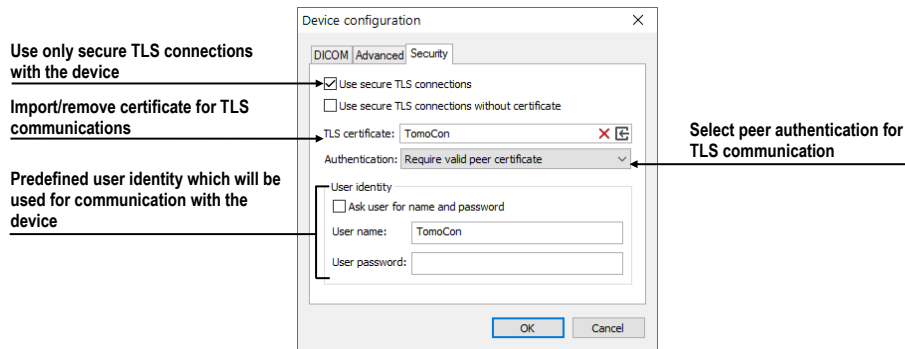 Device configuration
DICOM Advanced Security
Use only secure TLS connections
with the device
Use secure TLS connections
Import/remove certificate for TLS
communications
Use secure TLS connections without certificate
TLS certificate: TomoCon
Select peer authentication for
TLS communication
Authentication: Require valid peer certificate
Predefined user identity which will be
used for communication with the
device
User identity
Ask user for name and password
User name: TomoCon
User password:
OK Cancel